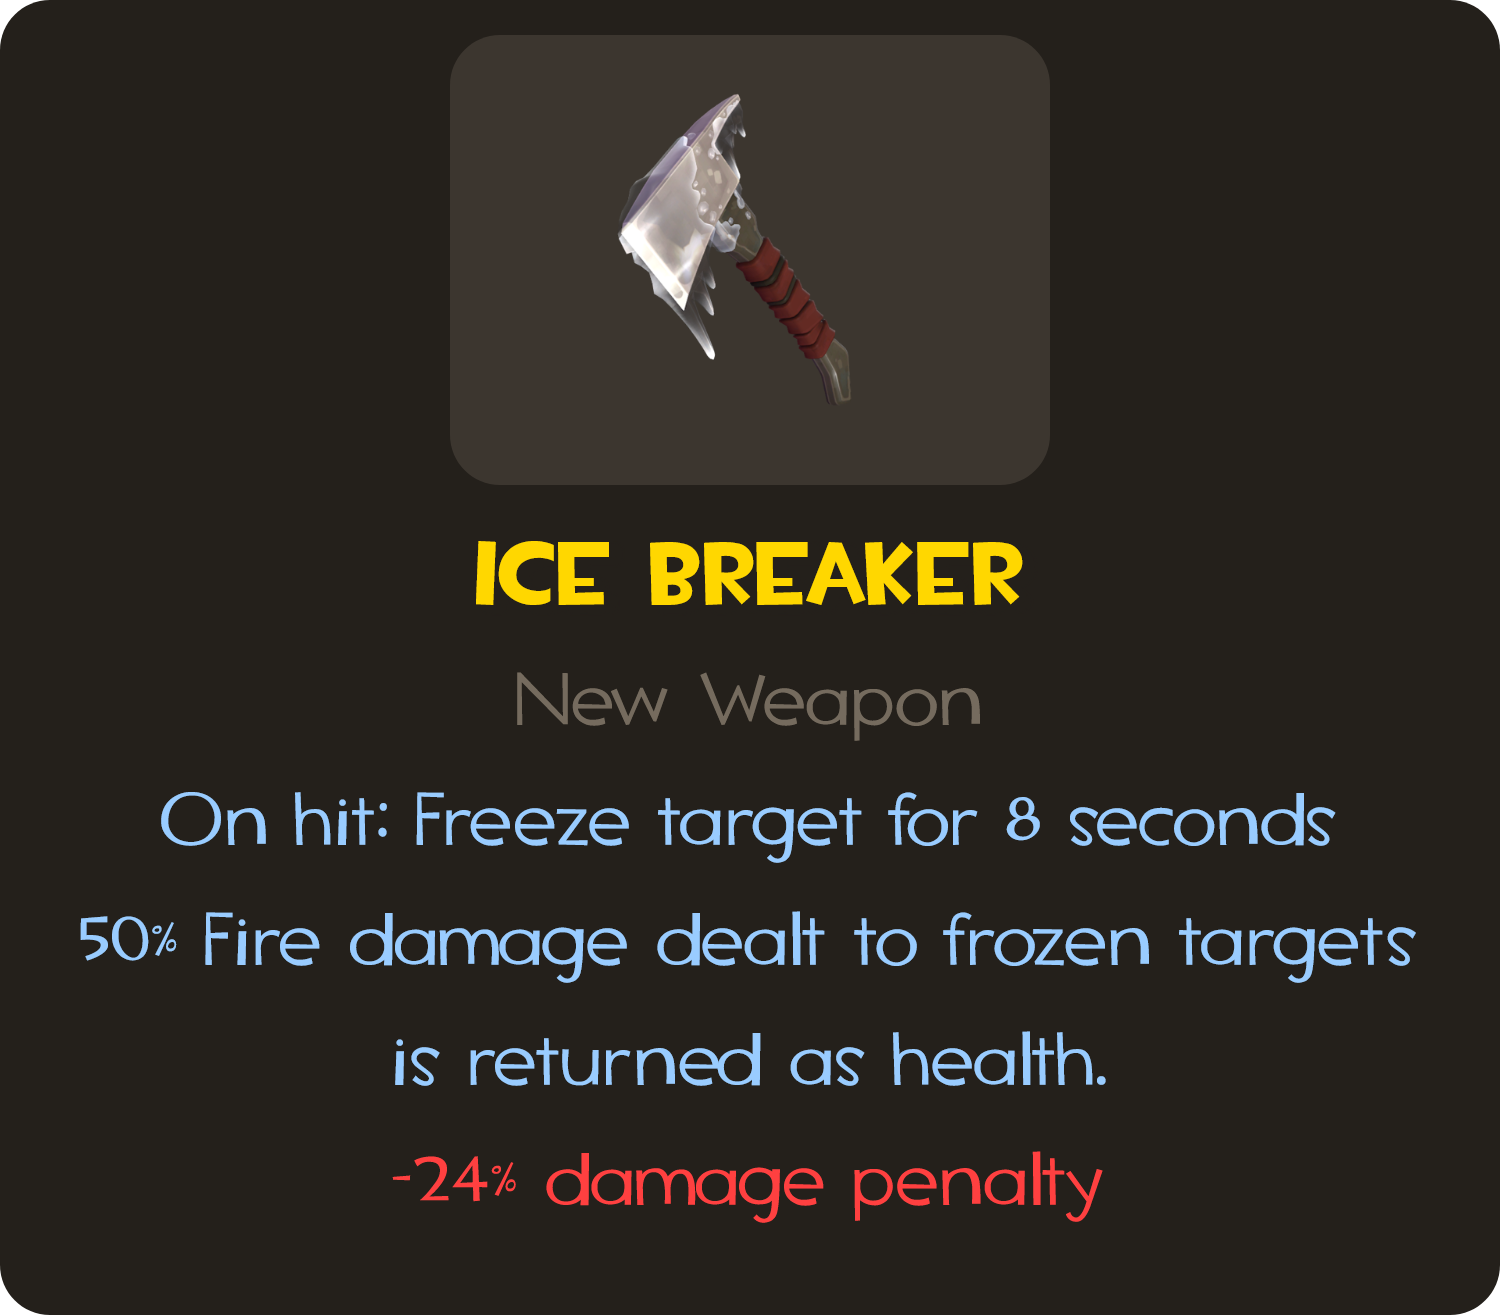 ICE BREAKER
New Weapon
On hit: Freeze target for 8 seconds
50% Fire damage dealt to frozen targets
is returned as health.
-24% damage penalty